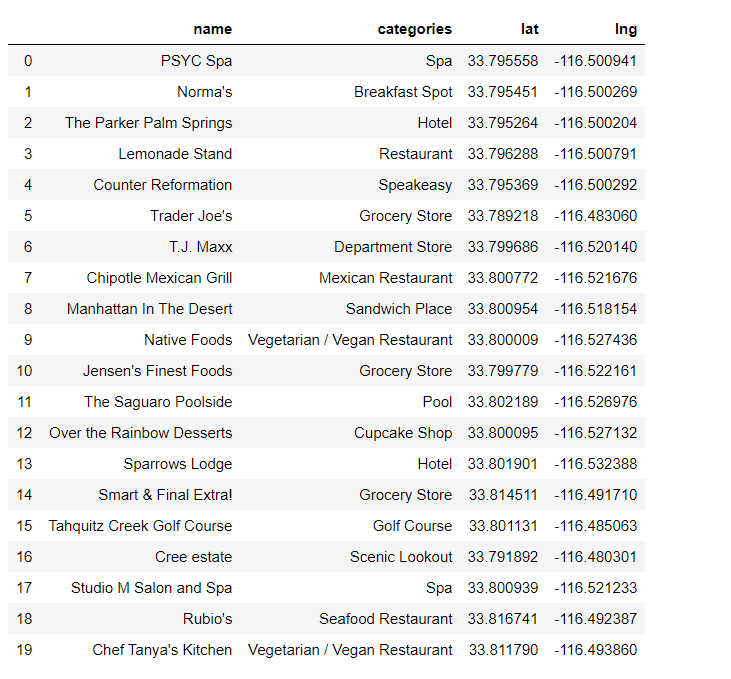 name categories lat lng
0 PSYC Spa Spa 33.795558 -116.500941
1 Norma's Breakfast Spot 33.795451 -116.500269
2 The Parker Palm Springs Hotel 33.795264 -116.500204
3 Lemonade Stand Restaurant 33.796288 -116.500791
4 Counter Reformation Speakeasy 33.795369 -116.500292
5 Trader Joe's Grocery Store 33.789218 -116.483060
6 T.J. Maxx Department Store 33.799686 -116.520140
7 Chipotle Mexican Grill Mexican Restaurant 33.800772 -116.521676
8 Manhattan In The Desert Sandwich Place 33.800954 -116.518154
9 Native Foods Vegetarian / Vegan Restaurant 33.800009 -116.527436
10 Jensen's Finest Foods Grocery Store 33.799779 -116.522161
11 The Saguaro Poolside Pool 33.802189 -116.526976
12 Over the Rainbow Desserts Cupcake Shop 33.800095 -116.527132
13 Sparrows Lodge Hotel 33.801901 -116.532388
14 Smart & Final Extra! Grocery Store 33.814511 -116.491710
15 Tahquitz Creek Golf Course Golf Course 33.801131 -116.485063
16 Cree estate Scenic Lookout 33.791892 -116.480301
17 Studio M Salon and Spa Spa 33.800939 -116.521233
18 Rubio's Seafood Restaurant 33.816741 -116.492387
19 Chef Tanya's Kitchen Vegetarian / Vegan Restaurant 33.811790 -116.493860